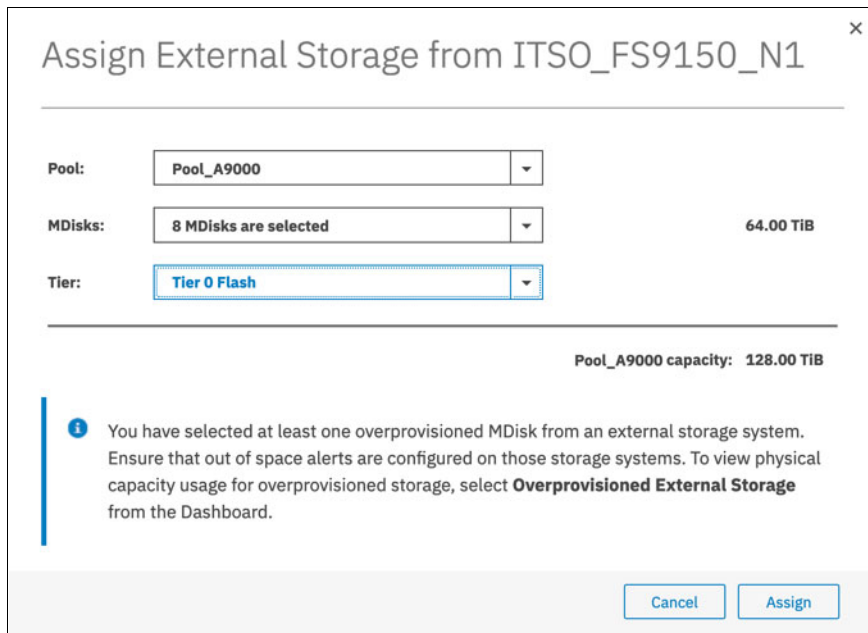 Assign External Storage from ITSO_FS9150_N1
Pool: Pool_A9000
MDisks: 8 MDisks are selected 64.00 TiB
Tier: Tier 0 Flash
Pool_A9000 capacity: 128.00 TiB
You have selected at least one overprovisioned MDisk from an external storage system.
Ensure that out of space alerts are configured on those storage systems. To view physical
capacity usage for overprovisioned storage, select Overprovisioned External Storage
from the Dashboard.
Cancel Assign